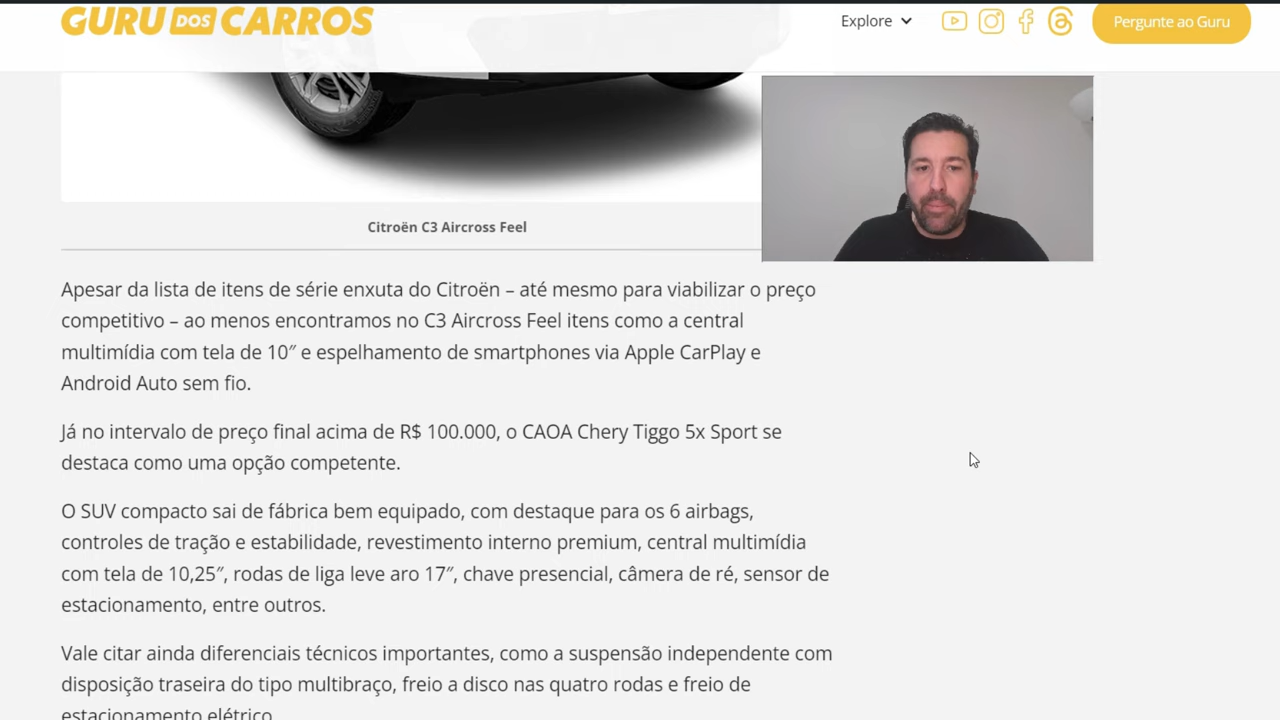 GURU DOS CARROS
Explore
Pergunte ao Guru
Citroën C3 Aircross Feel
Apesar da lista de itens de série enxuta do Citroën – até mesmo para viabilizar o preço
competitivo – ao menos encontramos no C3 Aircross Feel itens como a central
multimídia com tela de 10″ e espelhamento de smartphones via Apple CarPlay e
Android Auto sem fio.
Já no intervalo de preço final acima de R$ 100.000, o CAOA Chery Tiggo 5x Sport se
destaca como uma opção competente.
O SUV compacto sai de fábrica bem equipado, com destaque para os 6 airbags,
controles de tração e estabilidade, revestimento interno premium, central multimídia
com tela de 10,25″, rodas de liga leve aro 17″, chave presencial, câmera de ré, sensor de
estacionamento, entre outros.
Vale citar ainda diferenciais técnicos importantes, como a suspensão independente com
disposição traseira do tipo multibraço, freio a disco nas quatro rodas e freio de
estacionamento elétrico.